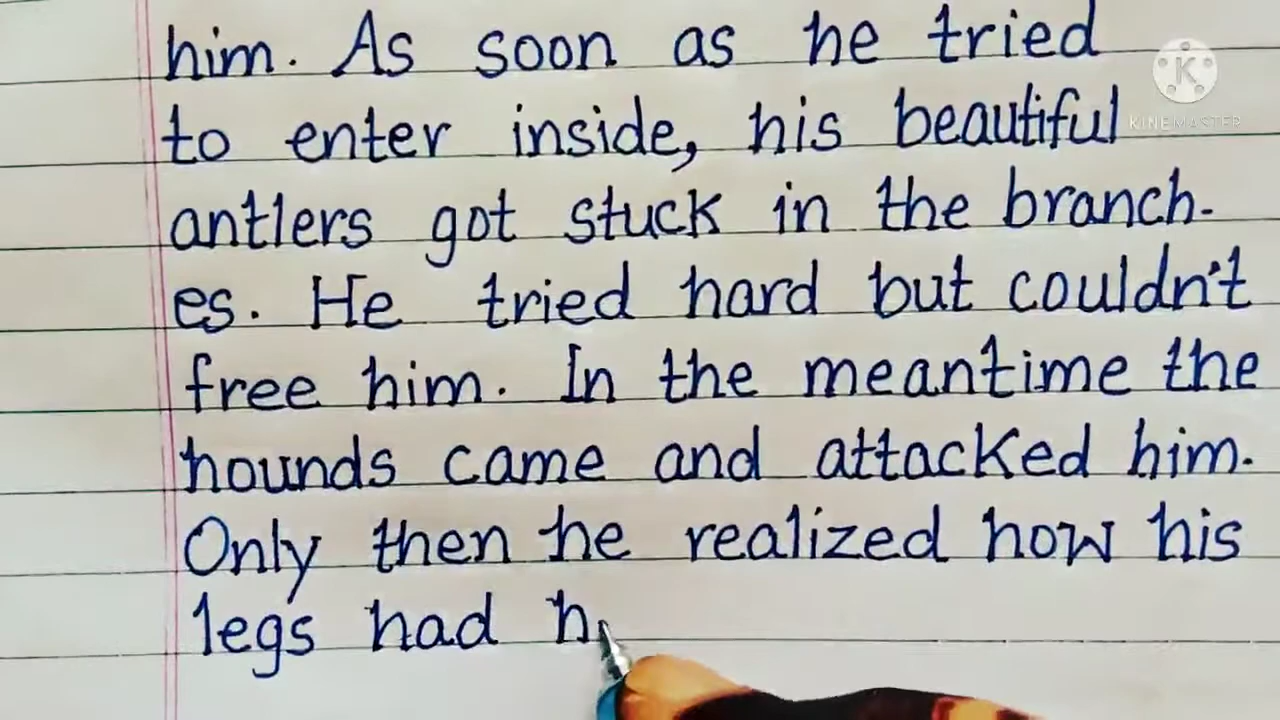 him. As soon as he tried
to enter inside, his beautiful
antlers got stuck in the branch-
es. He tried hard but couldn't
free him. In the meantime the
hounds came and attacked him.
Only then he realized how his
legs had h
K
KINEMASTER